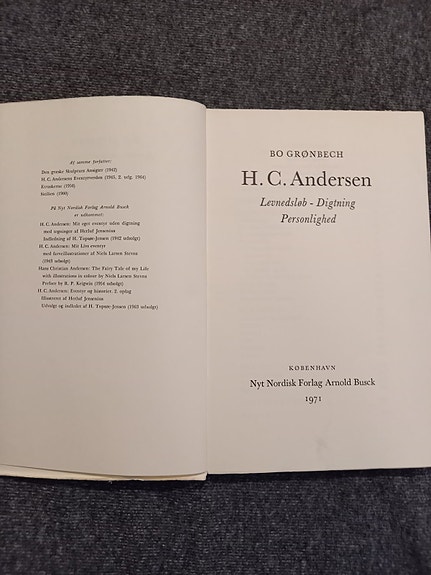 Af samme forfatter:
Den græske Skulpturs Ansigter (1942)
H. C. Andersens Eventyrverden (1945, 2. udg. 1964)
Etruskerne (1958)
Sicilien (1960)
På Nyt Nordisk Forlag Arnold Busck
er udkommet:
H. C. Andersen: Mit eget eventyr uden digtning
med tegninger af Herluf Jensenius
Indledning af H. Topsøe-Jensen (1942 udsolgt)
H. C. Andersen: Mit Livs eventyr
med farveillustrationer af Niels Larsen Stevns
(1943 udsolgt)
Hans Christian Andersen: The Fairy Tale of my Life
with illustrations in colour by Niels Larsen Stevns
Preface by R. P. Keigwin (1954 udsolgt)
H. C. Andersen: Eventyr og historier, 2. oplag
Illustreret af Herluf Jensenius
Udvalgt og indledet af H. Topsøe-Jensen (1963 udsolgt)
BO GRØNBECH
H. C. Andersen
Levnedsløb - Digtning
Personlighed
KØBENHAVN
Nyt Nordisk Forlag Arnold Busck
1971